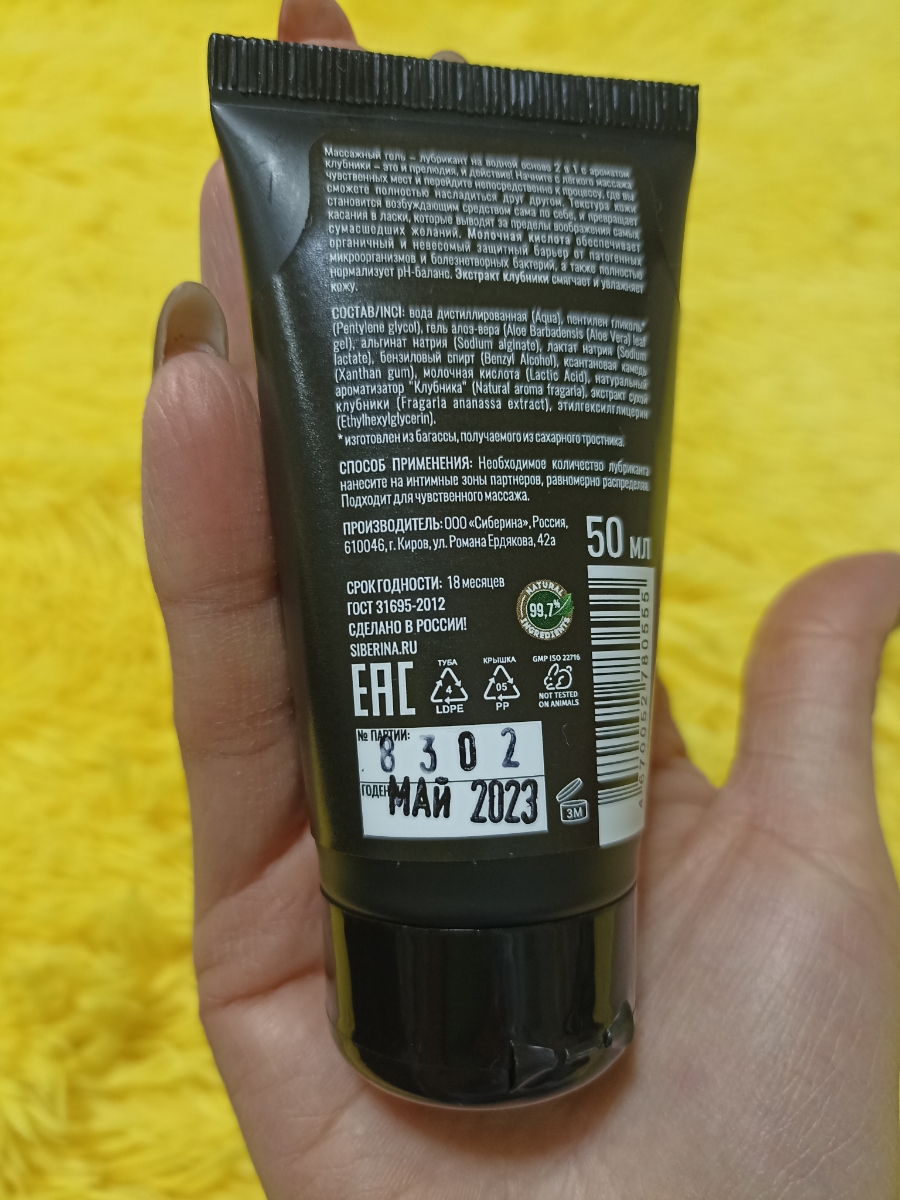 Массажный гель – лубрикант на водной основе 2 в 1 с ароматом
клубники – это и прелюдия, и действие! Начните с лёгкого массажа
чувственных мест и перейдите непосредственно к процессу, где вы
сможете полностью насладиться друг другом. Текстура кожи
становится возбуждающим средством сама по себе, и превращает
касания в ласки, которые выводят за пределы воображения самых
сумасшедших желаний. Молочная кислота обеспечивает
органичный и невесомый защитный барьер от патогенных
микроорганизмов и болезнетворных бактерий, а также полностью
нормализует pH-баланс. Экстракт клубники смягчает и увлажняет
кожу.
СОСТАВ/INCI: вода дистиллированная (Aqua), пентилен гликоль*
(Pentylene glycol), гель алоэ-вера (Aloe Barbadensis (Aloe Vera) leaf
gel), альгинат натрия (Sodium alginate), лактат натрия (Sodium
lactate), бензиловый спирт (Benzyl Alcohol), ксантановая камедь
(Xanthan gum), молочная кислота (Lactic Acid), натуральный
ароматизатор "Клубника" (Natural aroma fragaria), экстракт сухой
клубники (Fragaria ananassa extract), этилгексилглицерин
(Ethylhexylglycerin).
*изготовлен из багассы, получаемого из сахарного тростника.
СПОСОБ ПРИМЕНЕНИЯ: Необходимое количество лубриканта
нанесите на интимные зоны партнеров, равномерно распределяя.
Подходит для чувственного массажа.
ПРОИЗВОДИТЕЛЬ: ООО «Сиберина», Россия,
610046, г. Киров, ул. Романа Ердякова, 42а
50 мл
СРОК ГОДНОСТИ: 18 месяцев
ГОСТ 31695-2012
СДЕЛАНО В РОССИИ!
SIBERINA.RU
NATURAL
99,7%
INGREDIENTS
EAC
ТУБА
4
LDPE
КРЫШКА
05
PP
GMP ISO 22716
NOT TESTED
ON ANIMALS
№ ПАРТИИ:
8302
ГОДЕН
МАЙ 2023
3M
4670052780555